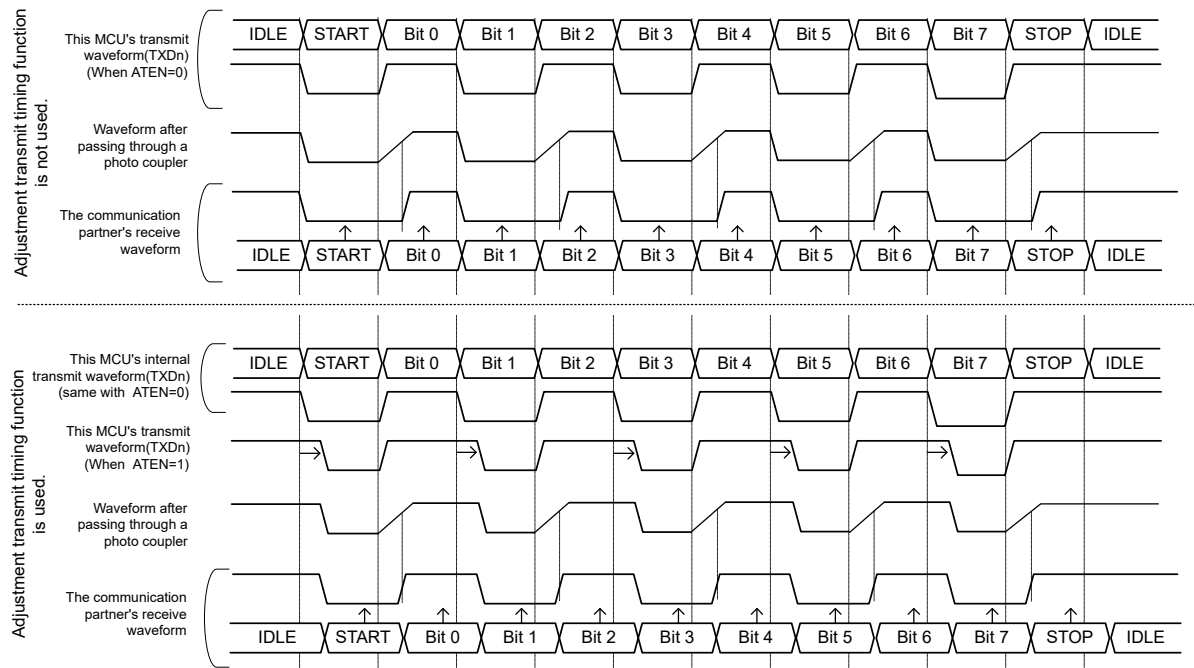 Adjustment transmit timing function
is not used.
This MCU's transmit
waveform(TXDn)
(When ATEN=0)
IDLE START Bit 0 Bit 1 Bit 2 Bit 3 Bit 4 Bit 5 Bit 6 Bit 7 STOP IDLE
Waveform after
passing through a
photo coupler
The communication
partner's receive
waveform
IDLE START Bit 0 Bit 1 Bit 2 Bit 3 Bit 4 Bit 5 Bit 6 Bit 7 STOP IDLE
Adjustment transmit timing function
is used.
This MCU's internal
transmit waveform(TXDn)
(same with ATEN=0)
IDLE START Bit 0 Bit 1 Bit 2 Bit 3 Bit 4 Bit 5 Bit 6 Bit 7 STOP IDLE
This MCU's transmit
waveform(TXDn)
(When ATEN=1)
Waveform after
passing through a
photo coupler
The communication
partner's receive
waveform
IDLE START Bit 0 Bit 1 Bit 2 Bit 3 Bit 4 Bit 5 Bit 6 Bit 7 STOP IDLE